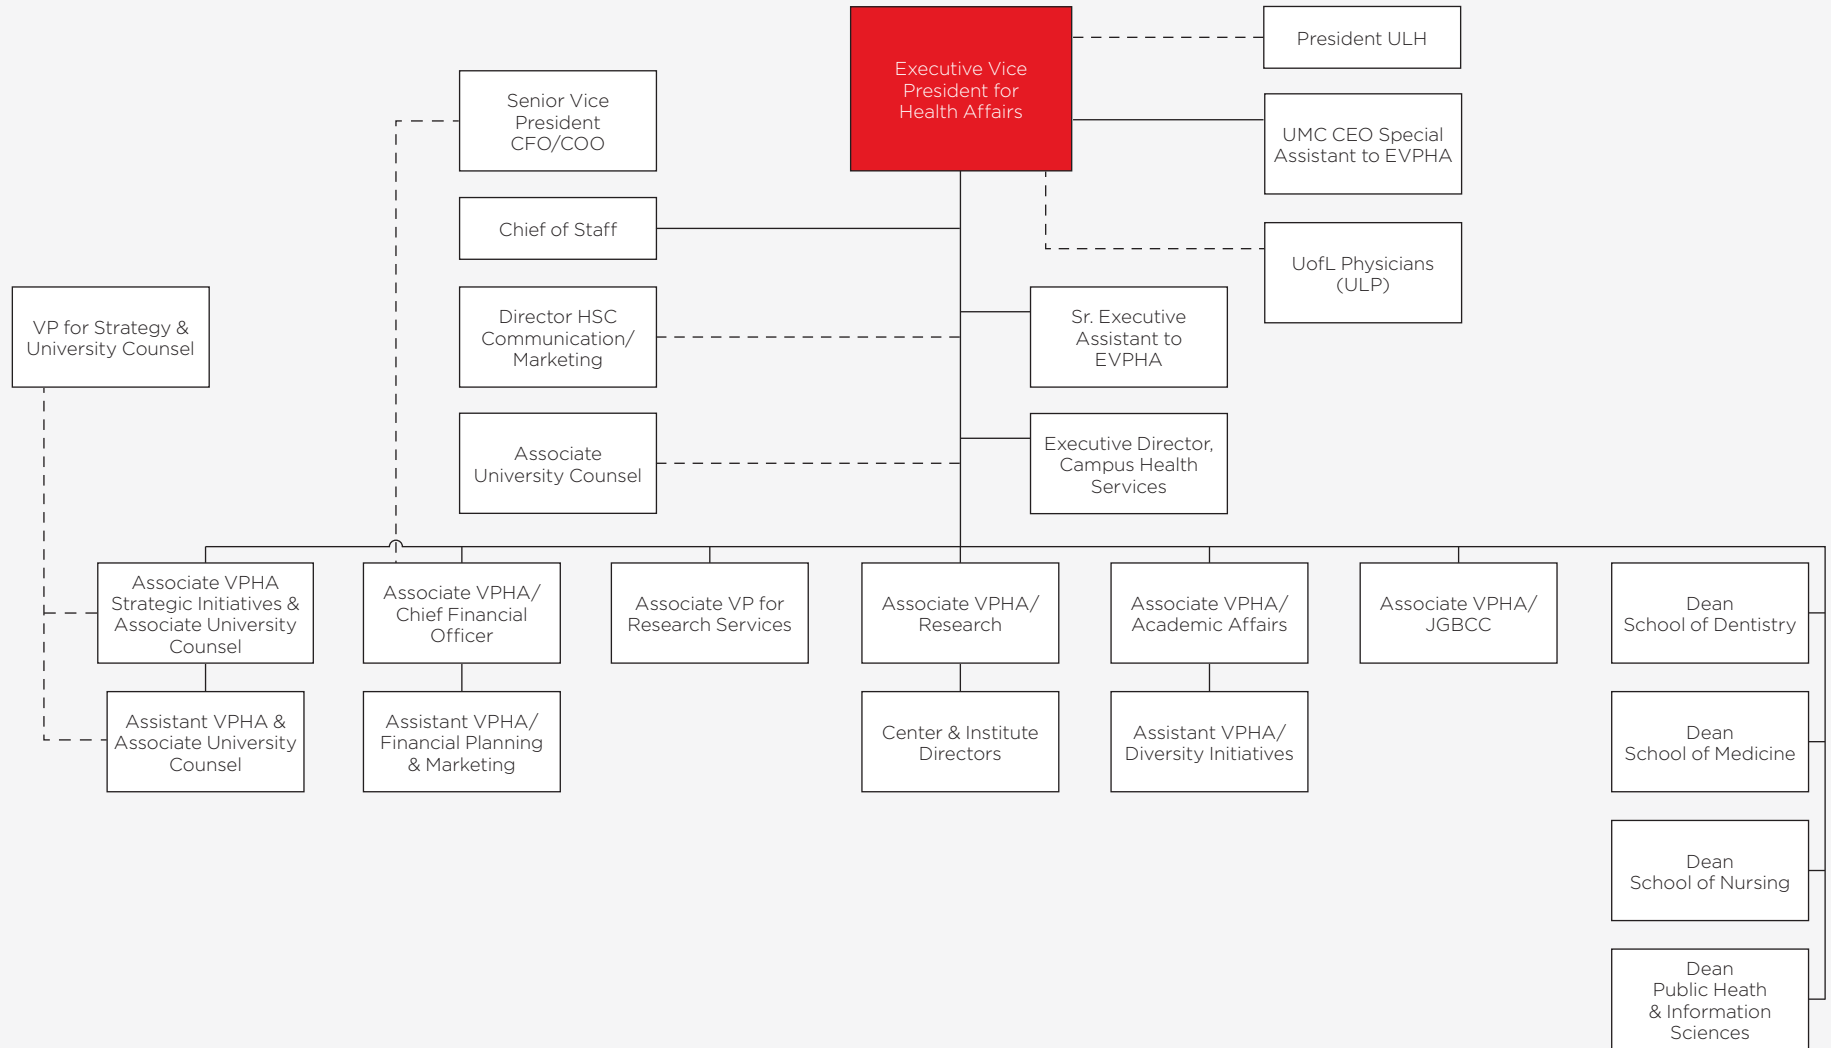 Executive Vice
President for
Health Affairs
President ULH
Senior Vice
President
CFO/COO
UMC CEO Special
Assistant to EVPHA
Chief of Staff
UofL Physicians
(ULP)
VP for Strategy &
University Counsel
Director HSC
Communication/
Marketing
Sr. Executive
Assistant to
EVPHA
Associate
University Counsel
Executive Director,
Campus Health
Services
Associate VPHA
Strategic Initiatives &
Associate University
Counsel
Associate VPHA/
Chief Financial
Officer
Associate VP for
Research Services
Associate VPHA/
Research
Associate VPHA/
Academic Affairs
Associate VPHA/
JGBCC
Dean
School of Dentistry
Assistant VPHA &
Associate University
Counsel
Assistant VPHA/
Financial Planning
& Marketing
Center & Institute
Directors
Assistant VPHA/
Diversity Initiatives
Dean
School of Medicine
Dean
School of Nursing
Dean
Public Heath
& Information
Sciences